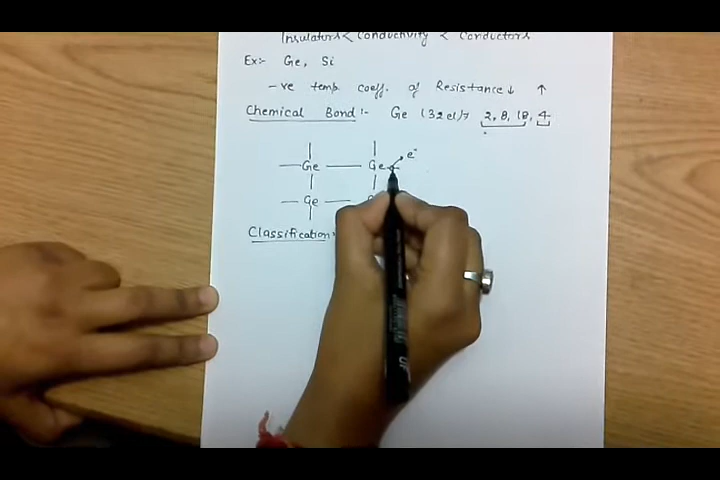 Insulators < Conductivity < Conductors
Ex:- Ge, Si
-ve temp coeff. of Resistance ↓ ↑
Chemical Bond :- Ge (32 el) → 2, 8, 18, 4
Ge Ge e-
Ge
Classification